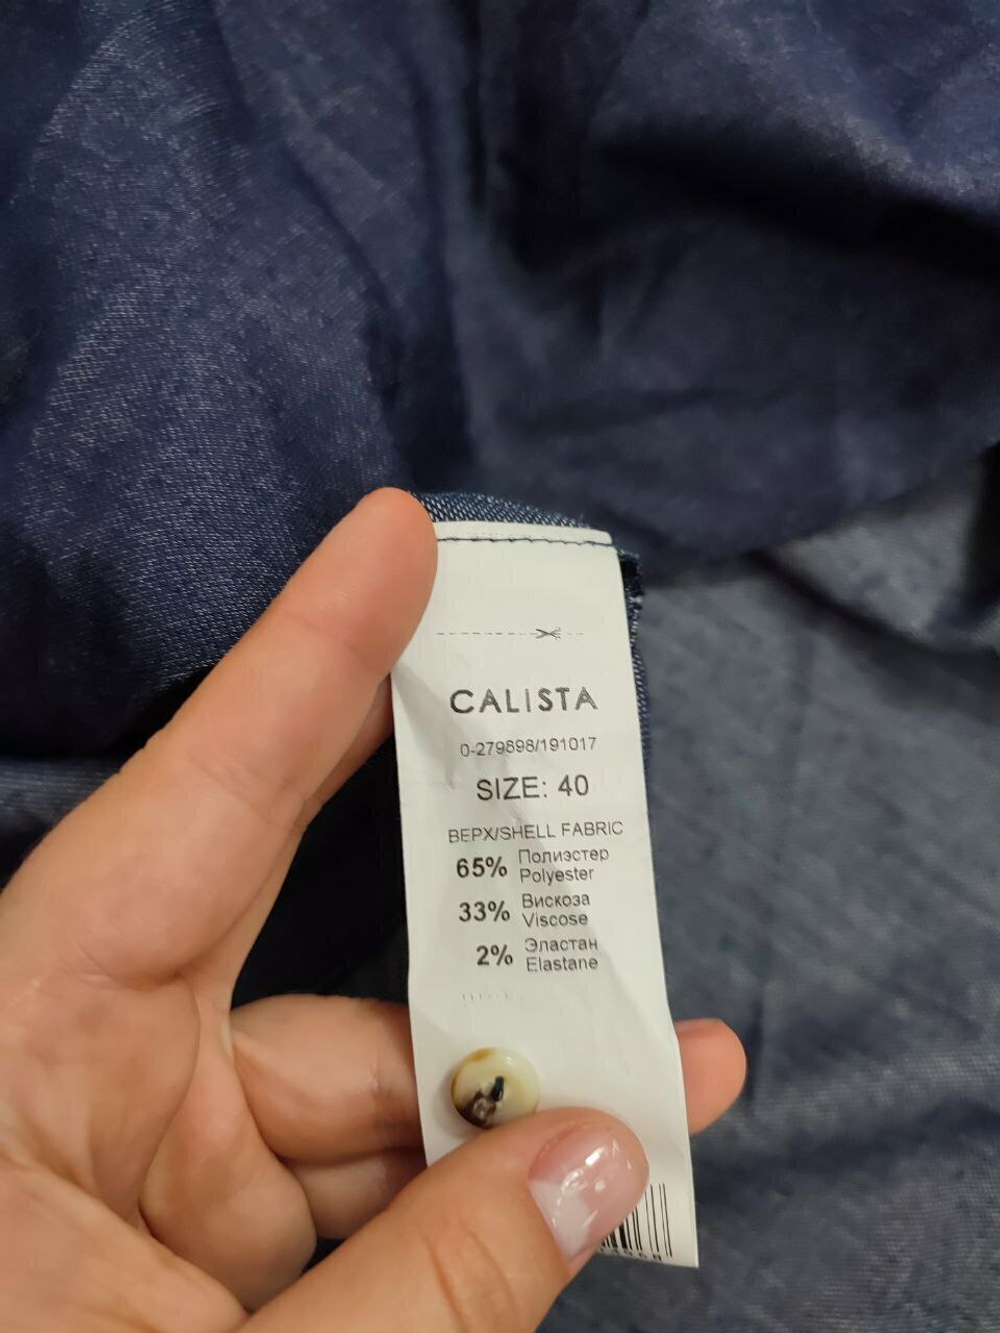 CALISTA
0-279898/191017
SIZE: 40
ВЕРХ/SHELL FABRIC
65% Полиэстер
Polyester
33% Вискоза
Viscose
2% Эластан
Elastane